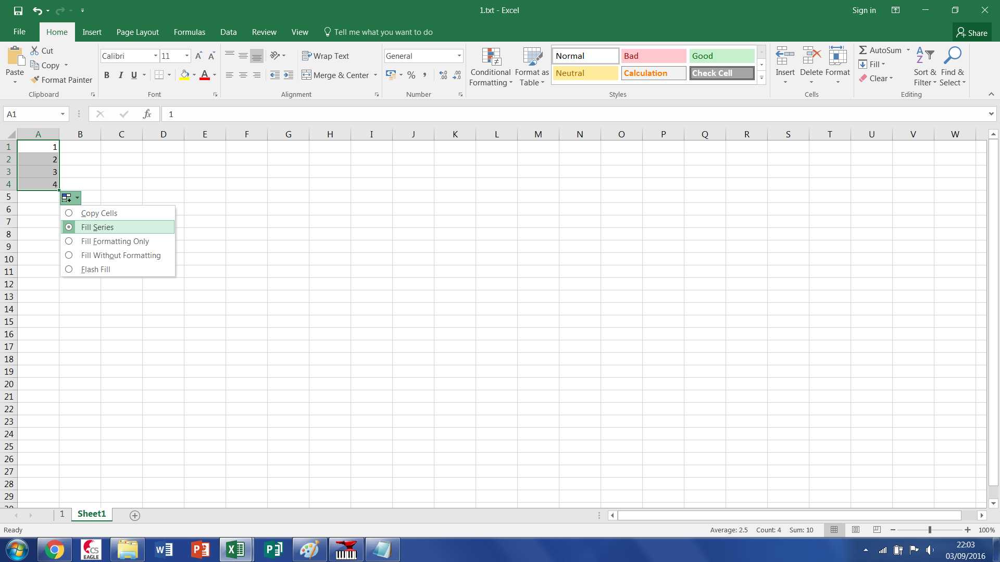 1.txt - Excel
Sign in
File Home Insert Page Layout Formulas Data Review View Tell me what you want to do Share
Paste
Cut
Copy
Format Painter
Clipboard
Calibri 11
B I U
Font
Wrap Text
Merge & Center
Alignment
General
%
Number
Conditional Formatting
Format as Table
Normal Bad Good
Neutral Calculation Check Cell
Styles
Insert Delete Format
Cells
AutoSum
Fill
Clear
Sort & Filter
Find & Select
Editing
A1 fx 1
A B C D E F G H I J K L M N O P Q R S T U V W
1 1
2 2
3 3
4 4
5
6 Copy Cells
7 Fill Series
8 Fill Formatting Only
9 Fill Without Formatting
10 Flash Fill
11
12
13
14
15
16
17
18
19
20
21
22
23
24
25
26
27
28
29
1 Sheet1
Ready Average: 2.5 Count: 4 Sum: 10 100%
CS
EAGLE
22:03
03/09/2016